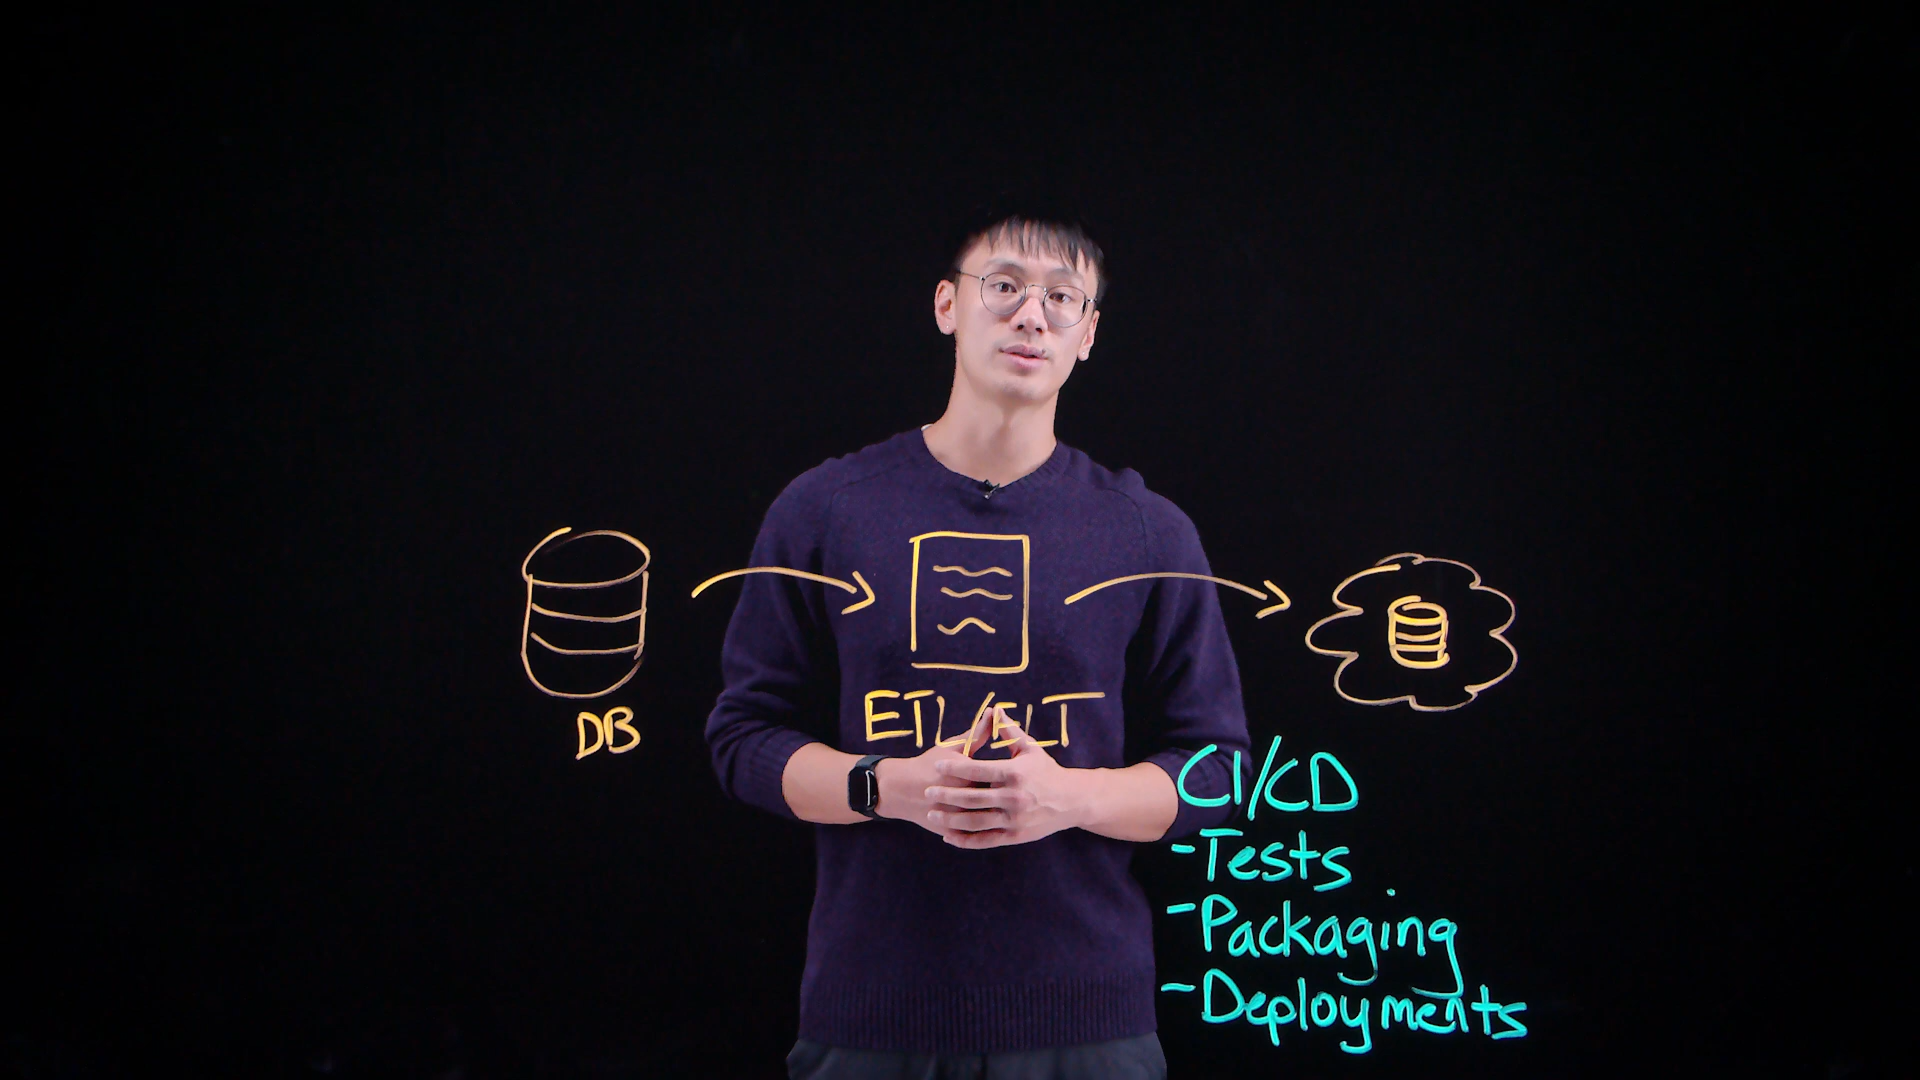 DB
ETL/ELT
CI/CD
-Tests
-Packaging
-Deployments